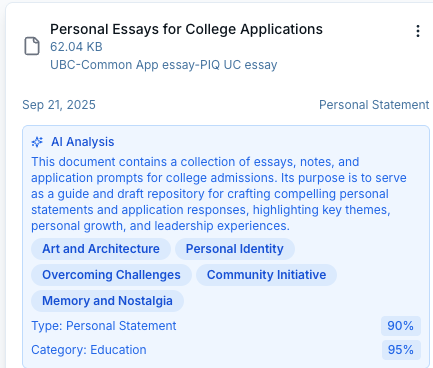 Personal Essays for College Applications
62.04 KB
UBC-Common App essay-PIQ UC essay
Sep 21, 2025
Personal Statement
AI Analysis
This document contains a collection of essays, notes, and
application prompts for college admissions. Its purpose is to serve
as a guide and draft repository for crafting compelling personal
statements and application responses, highlighting key themes,
personal growth, and leadership experiences.
Art and Architecture
Personal Identity
Overcoming Challenges
Community Initiative
Memory and Nostalgia
Type: Personal Statement
90%
Category: Education
95%